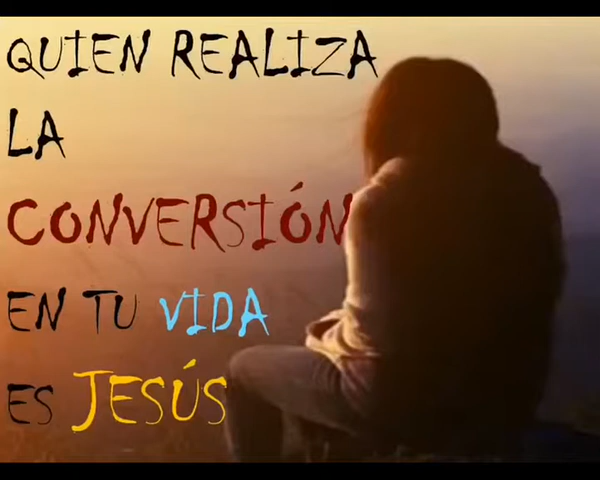 QUIEN REALIZA
LA
CONVERSIÓN
EN TU VIDA
ES JESÚS